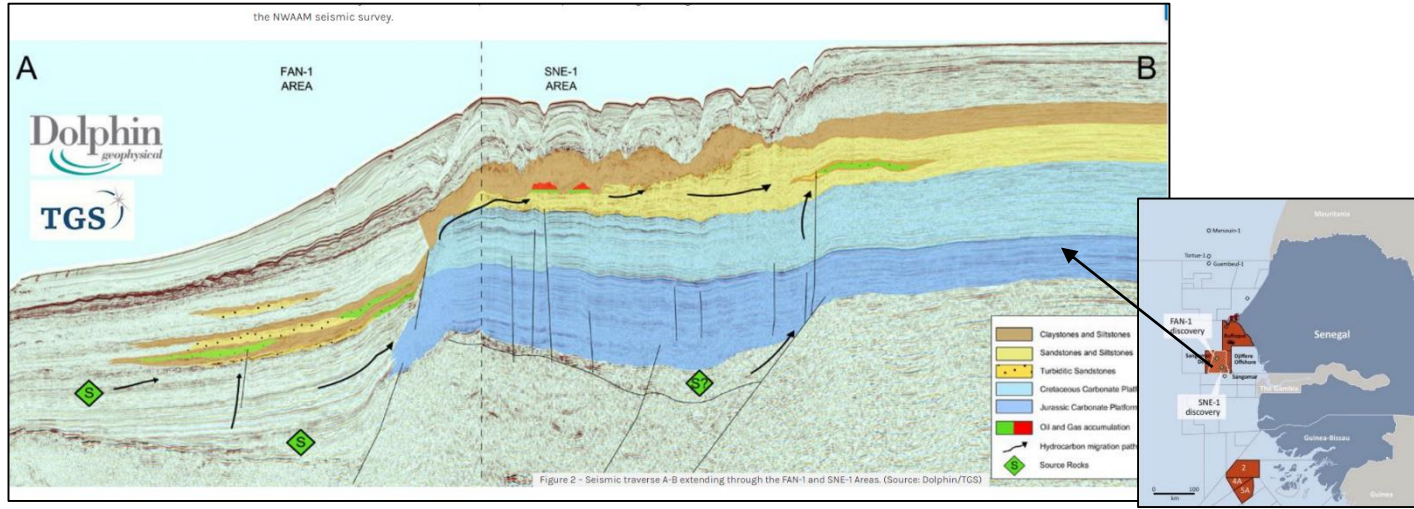 the NWAAM seismic survey.
A
FAN-1
AREA
SNE-1
AREA
B
Dolphin
geophysical
TGS
S
S
S?
Claystones and Siltstones
Sandstones and Siltstones
Turbiditic Sandstones
Cretaceous Carbonate Platf
Jurassic Carbonate Platform
Oil and Gas accumulation
Hydrocarbon migration path
S Source Rocks
Figure 2 – Seismic traverse A-B extending through the FAN-1 and SNE-1 Areas. (Source: Dolphin/TGS)
Mauritania
Marsouin-1
Tortue-1
Guembeul-1
FAN-1
discovery
Rufisque
Senegal
Djiffere
Offshore
Sangomar
The Gambia
SNE-1
discovery
Guinea-Bissau
2
4A
5A
0 100
km
Guinea